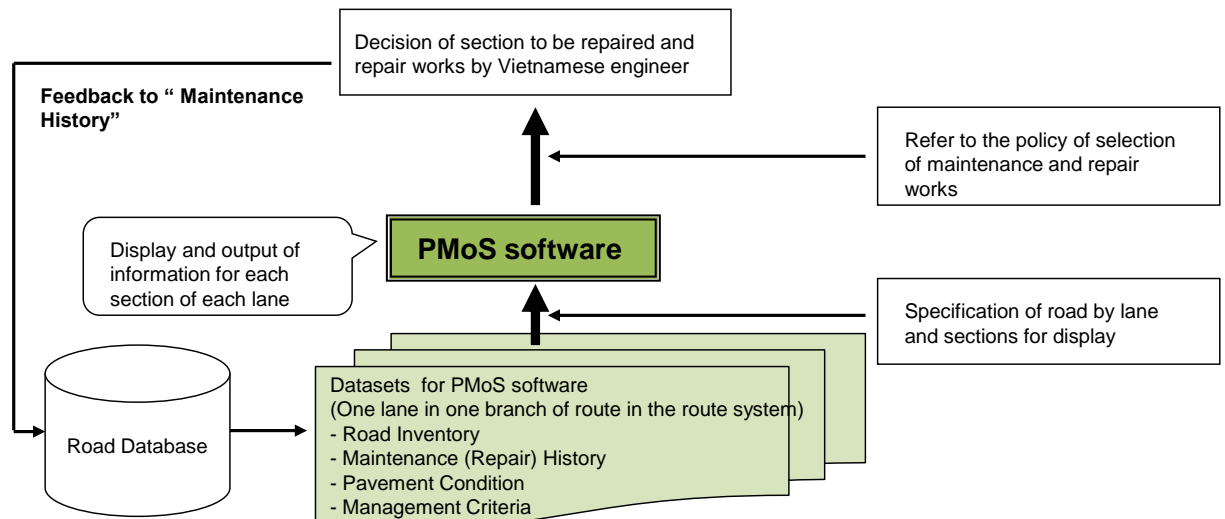 Decision of section to be repaired and
repair works by Vietnamese engineer
Feedback to “ Maintenance
History”
Refer to the policy of selection
of maintenance and repair
works
PMoS software
Display and output of
information for each
section of each lane
Specification of road by lane
and sections for display
Road Database
Datasets for PMoS software
(One lane in one branch of route in the route system)
- Road Inventory
- Maintenance (Repair) History
- Pavement Condition
- Management Criteria